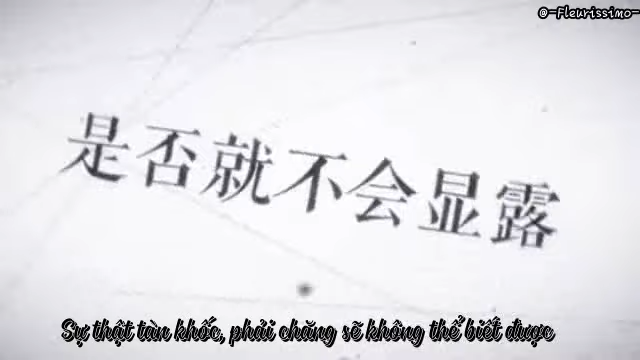 @-Fleurissimo-
是否就不会显露
Sự thật tàn khốc, phải chăng sẽ không thể biết được